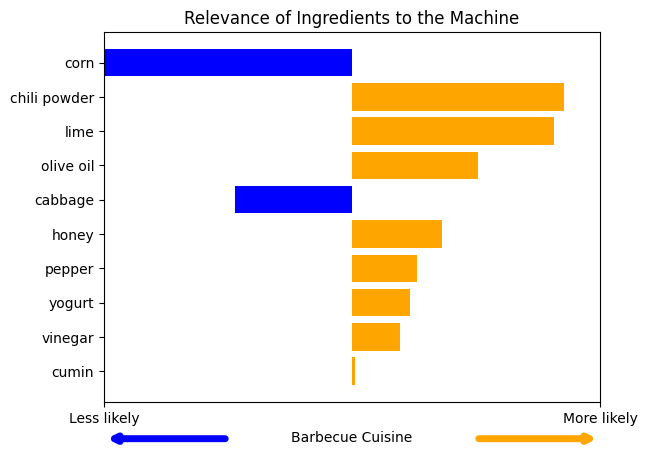 Relevance of Ingredients to the Machine
corn
chili powder
lime
olive oil
cabbage
honey
pepper
yogurt
vinegar
cumin
Less likely More likely
Barbecue Cuisine